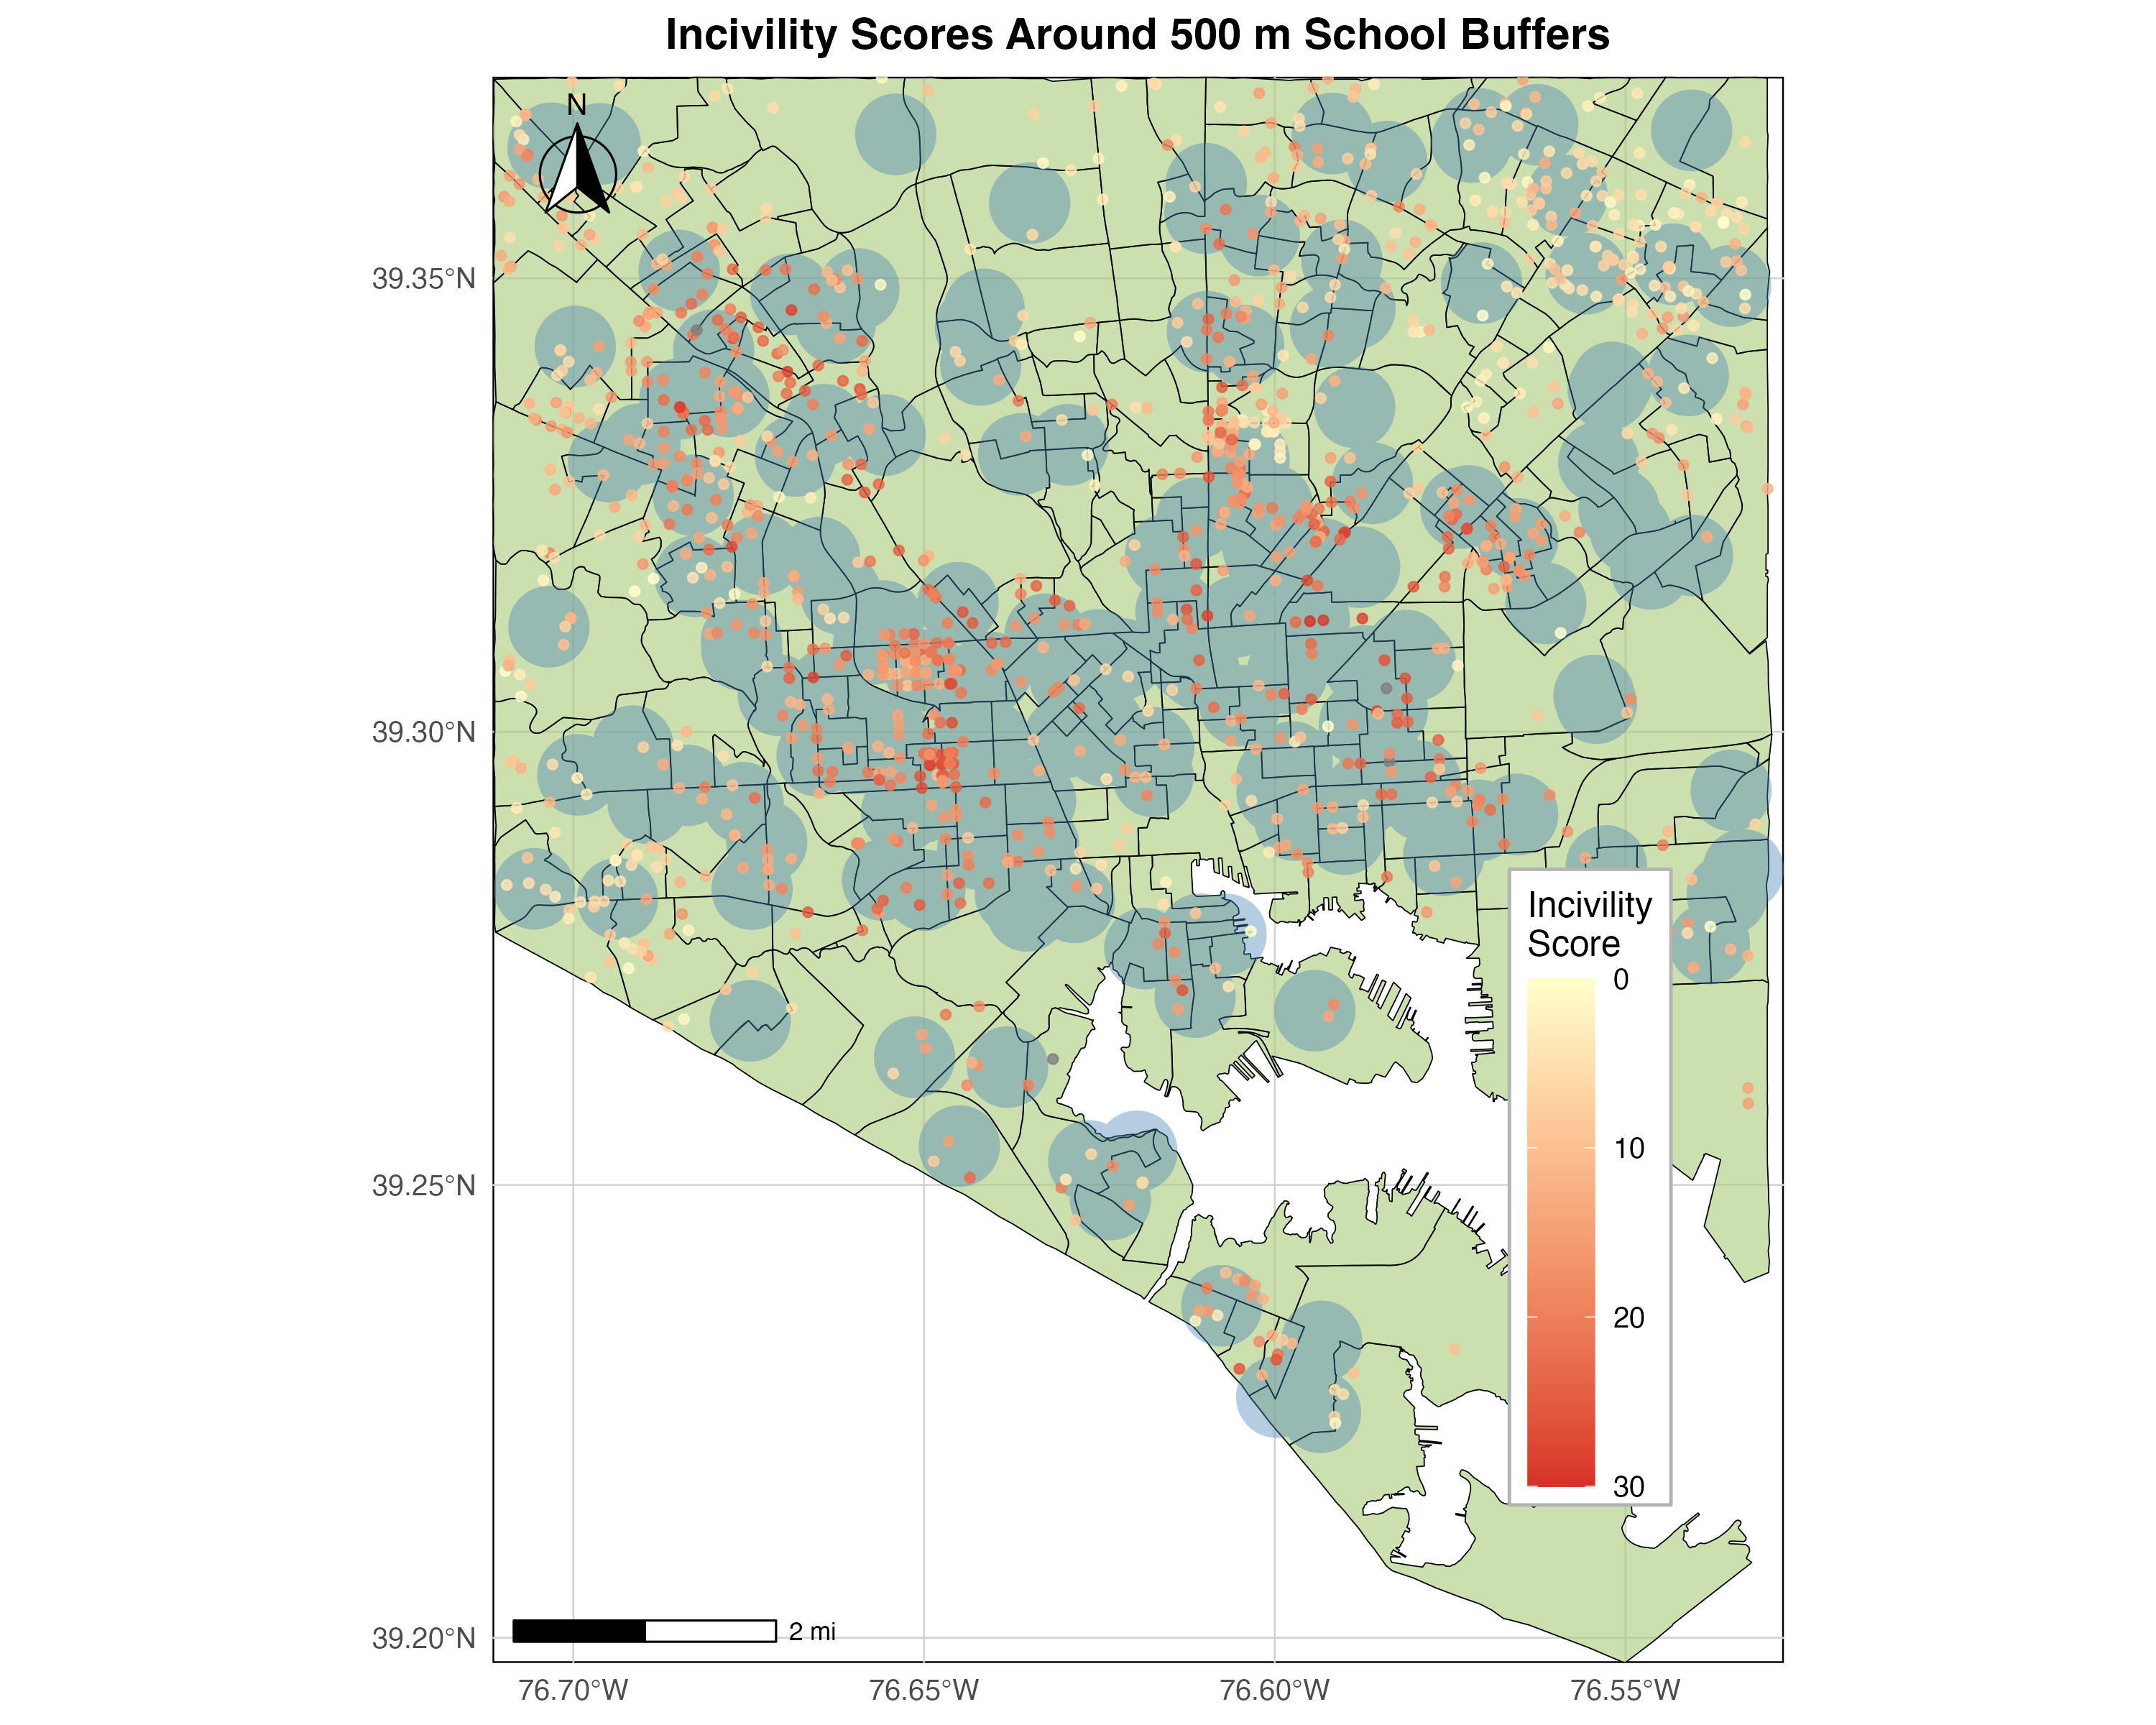 Incivility Scores Around 500 m School Buffers
N
39.35°N
39.30°N
39.25°N
39.20°N
Incivility
Score
0
10
20
30
2 mi
76.70°W
76.65°W
76.60°W
76.55°W